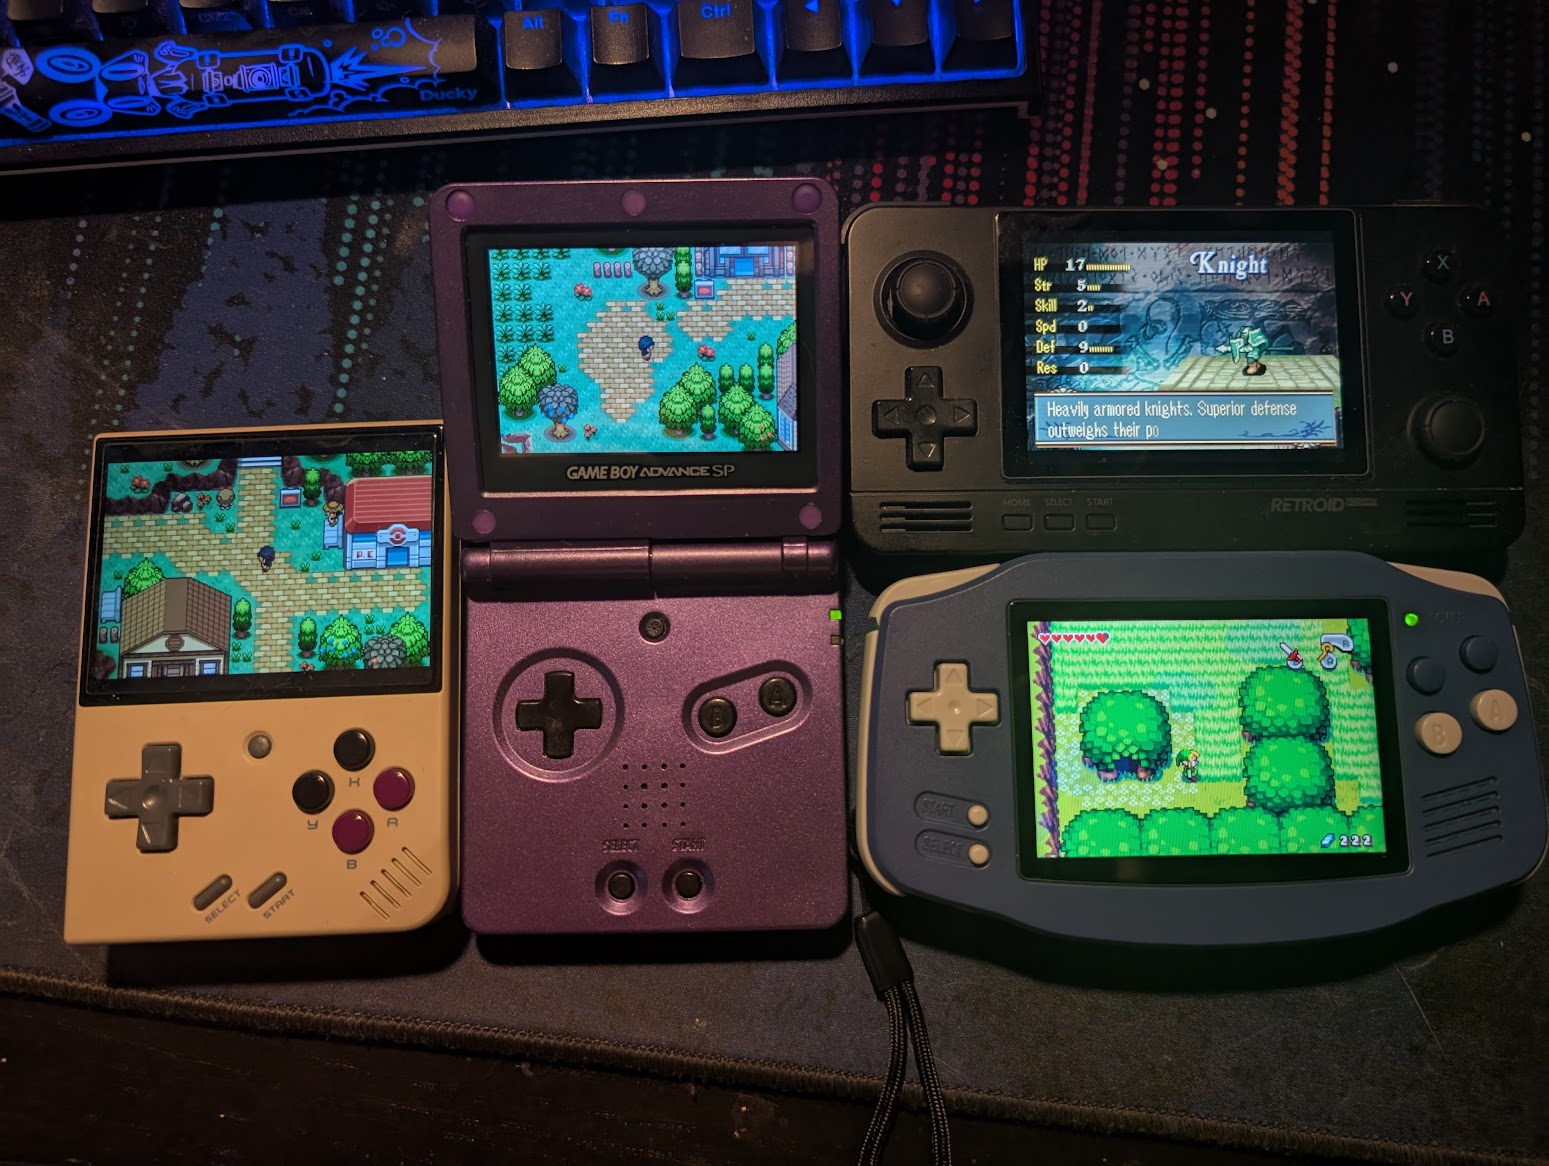 Alt
Fn
Ctrl
Ducky
GAME BOY ADVANCE SP
B
A
SELECT
START
P.C
X
Y
A
B
SELECT
START
HP 17
Str 5
Skill 2
Spd 0
Def 9
Res 0
Knight
Heavily armored knights. Superior defense
outweighs their po
X
Y
A
B
HOME
SELECT
START
RETROID
222
START
SELECT
B
A